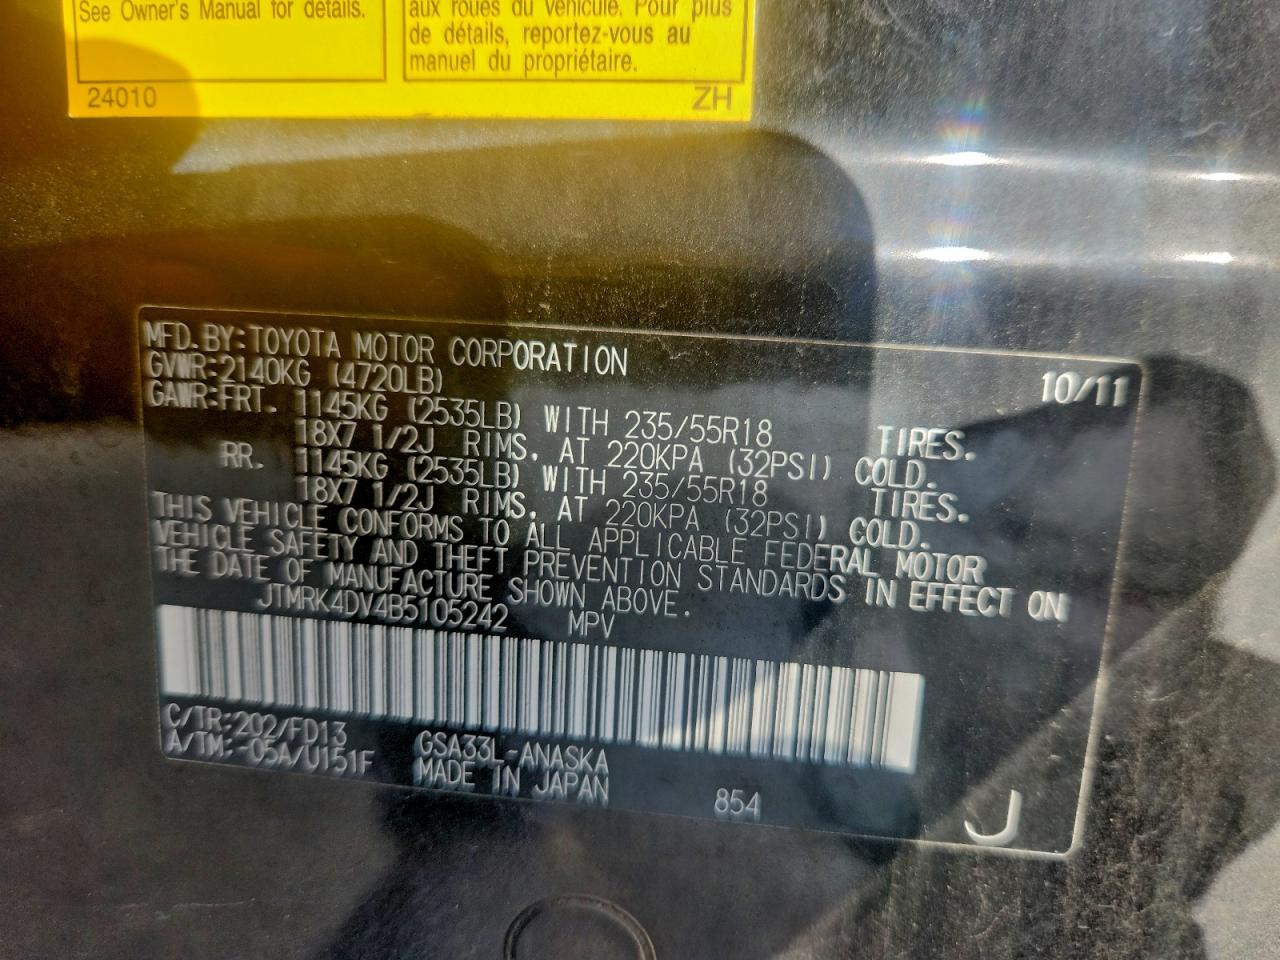 See Owner's Manual for details.
aux roues du véhicule. Pour plus
de détails, reportez-vous au
manuel du propriétaire.
24010
ZH
MFD.BY:TOYOTA MOTOR CORPORATION
10/11
GVWR:2140KG (4720LB)
GAWR:FRT. 1145KG (2535LB) WITH 235/55R18 TIRES.
18X7 1/2J RIMS, AT 220KPA (32PSI) COLD.
RR. 1145KG (2535LB) WITH 235/55R18 TIRES.
18X7 1/2J RIMS, AT 220KPA (32PSI) COLD.
THIS VEHICLE CONFORMS TO ALL APPLICABLE FEDERAL MOTOR
VEHICLE SAFETY AND THEFT PREVENTION STANDARDS IN EFFECT ON
THE DATE OF MANUFACTURE SHOWN ABOVE.
JTMRK4DV4B5105242 MPV
C/TR:202/FD13 GSA33L-ANASKA
A/TM:-05A/U151F MADE IN JAPAN 854
J